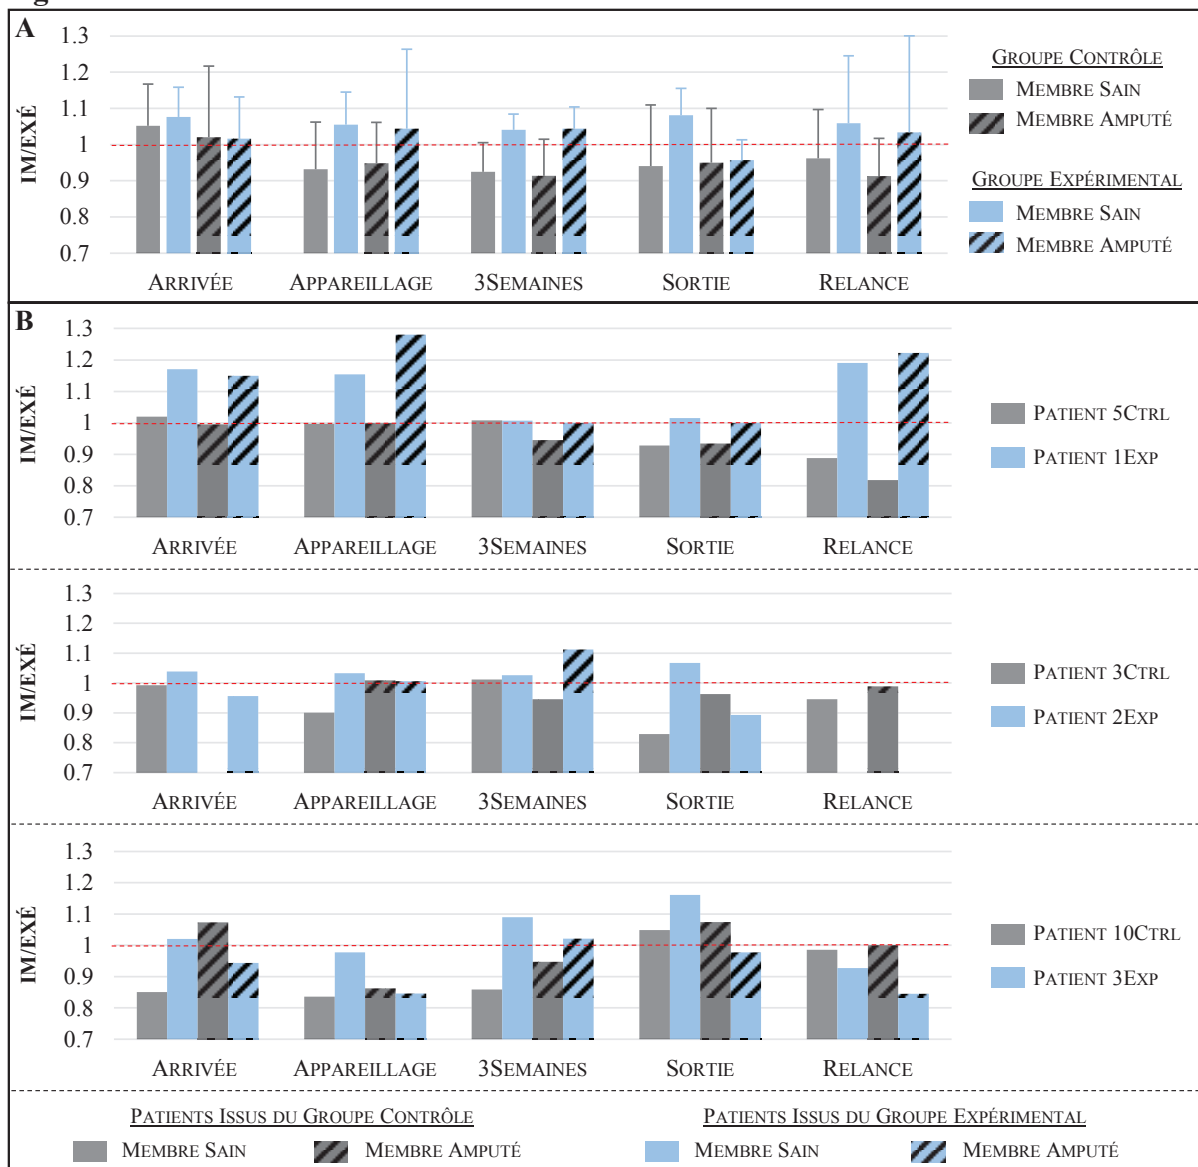 A
1.3
1.2
1.1
1
0.9
0.8
0.7
IM/EXÉ
ARRIVÉE APPAREILLAGE 3SEMAINES SORTIE RELANCE
GROUPE CONTRÔLE
MEMBRE SAIN
MEMBRE AMPUTÉ
GROUPE EXPÉRIMENTAL
MEMBRE SAIN
MEMBRE AMPUTÉ
B
1.3
1.2
1.1
1
0.9
0.8
0.7
IM/EXÉ
ARRIVÉE APPAREILLAGE 3SEMAINES SORTIE RELANCE
PATIENT 5CTRL
PATIENT 1EXP
1.3
1.2
1.1
1
0.9
0.8
0.7
IM/EXÉ
ARRIVÉE APPAREILLAGE 3SEMAINES SORTIE RELANCE
PATIENT 3CTRL
PATIENT 2EXP
1.3
1.2
1.1
1
0.9
0.8
0.7
IM/EXÉ
ARRIVÉE APPAREILLAGE 3SEMAINES SORTIE RELANCE
PATIENT 10CTRL
PATIENT 3EXP
PATIENTS ISSUS DU GROUPE CONTRÔLE
MEMBRE SAIN MEMBRE AMPUTÉ
PATIENTS ISSUS DU GROUPE EXPÉRIMENTAL
MEMBRE SAIN MEMBRE AMPUTÉ